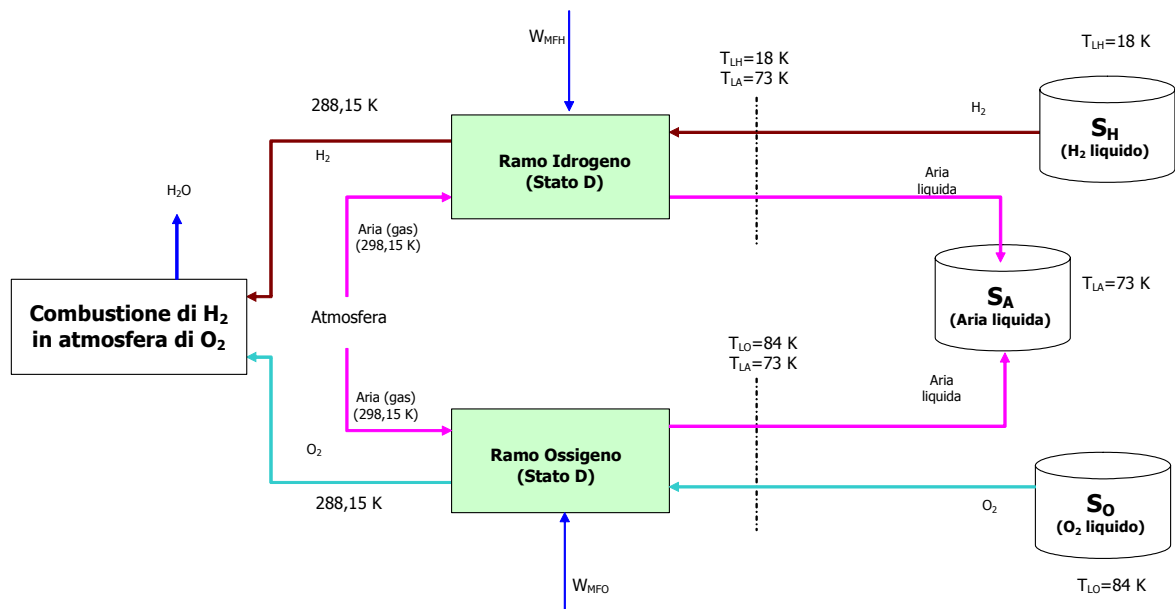 W_MFH
T_LH=18 K
T_LA=73 K
T_LH=18 K
288,15 K
H₂
H₂
S_H
(H₂ liquido)
Ramo Idrogeno
(Stato D)
H₂O
Aria
liquida
Aria (gas)
(298,15 K)
S_A
(Aria liquida)
T_LA=73 K
Combustione di H₂
in atmosfera di O₂
Atmosfera
T_LO=84 K
T_LA=73 K
Aria (gas)
(298,15 K)
Aria
liquida
O₂
Ramo Ossigeno
(Stato D)
288,15 K
O₂
S_O
(O₂ liquido)
W_MFO
T_LO=84 K